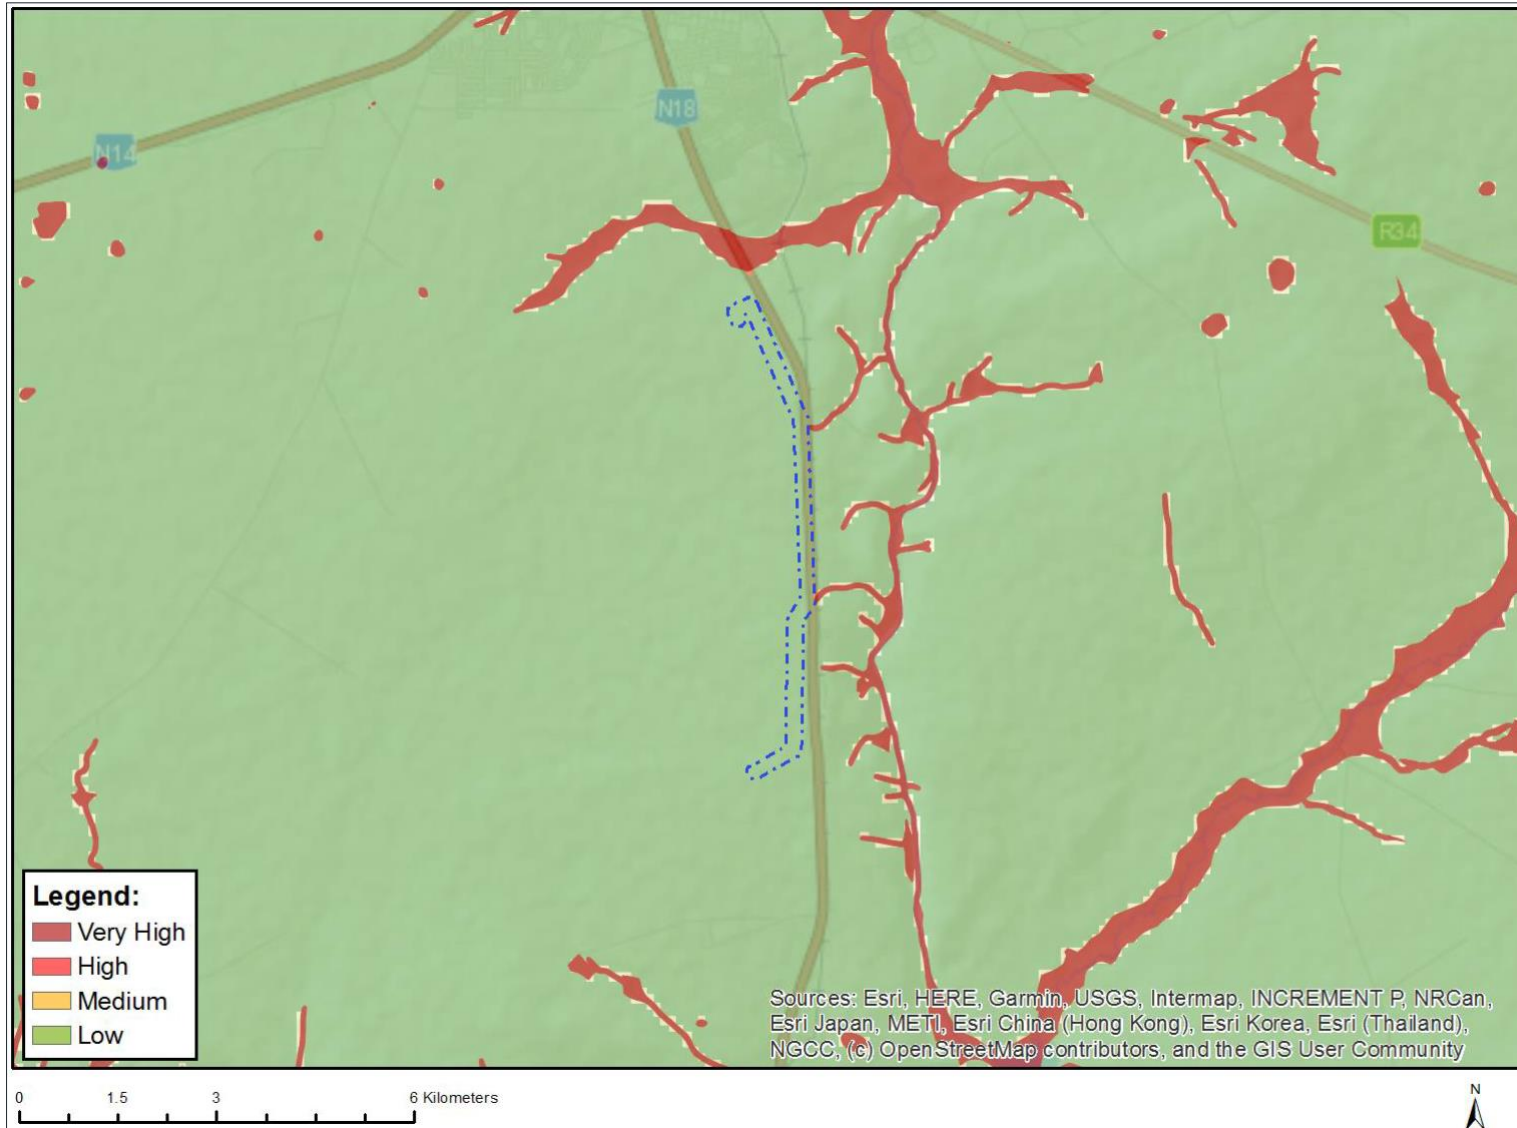 N18
N14
R34
Legend:
Very High
High
Medium
Low
Sources: Esri, HERE, Garmin, USGS, Intermap, INCREMENT P, NRCan,
Esri Japan, METI, Esri China (Hong Kong), Esri Korea, Esri (Thailand),
NGCC, (c) OpenStreetMap contributors, and the GIS User Community
0 1.5 3 6 Kilometers
N